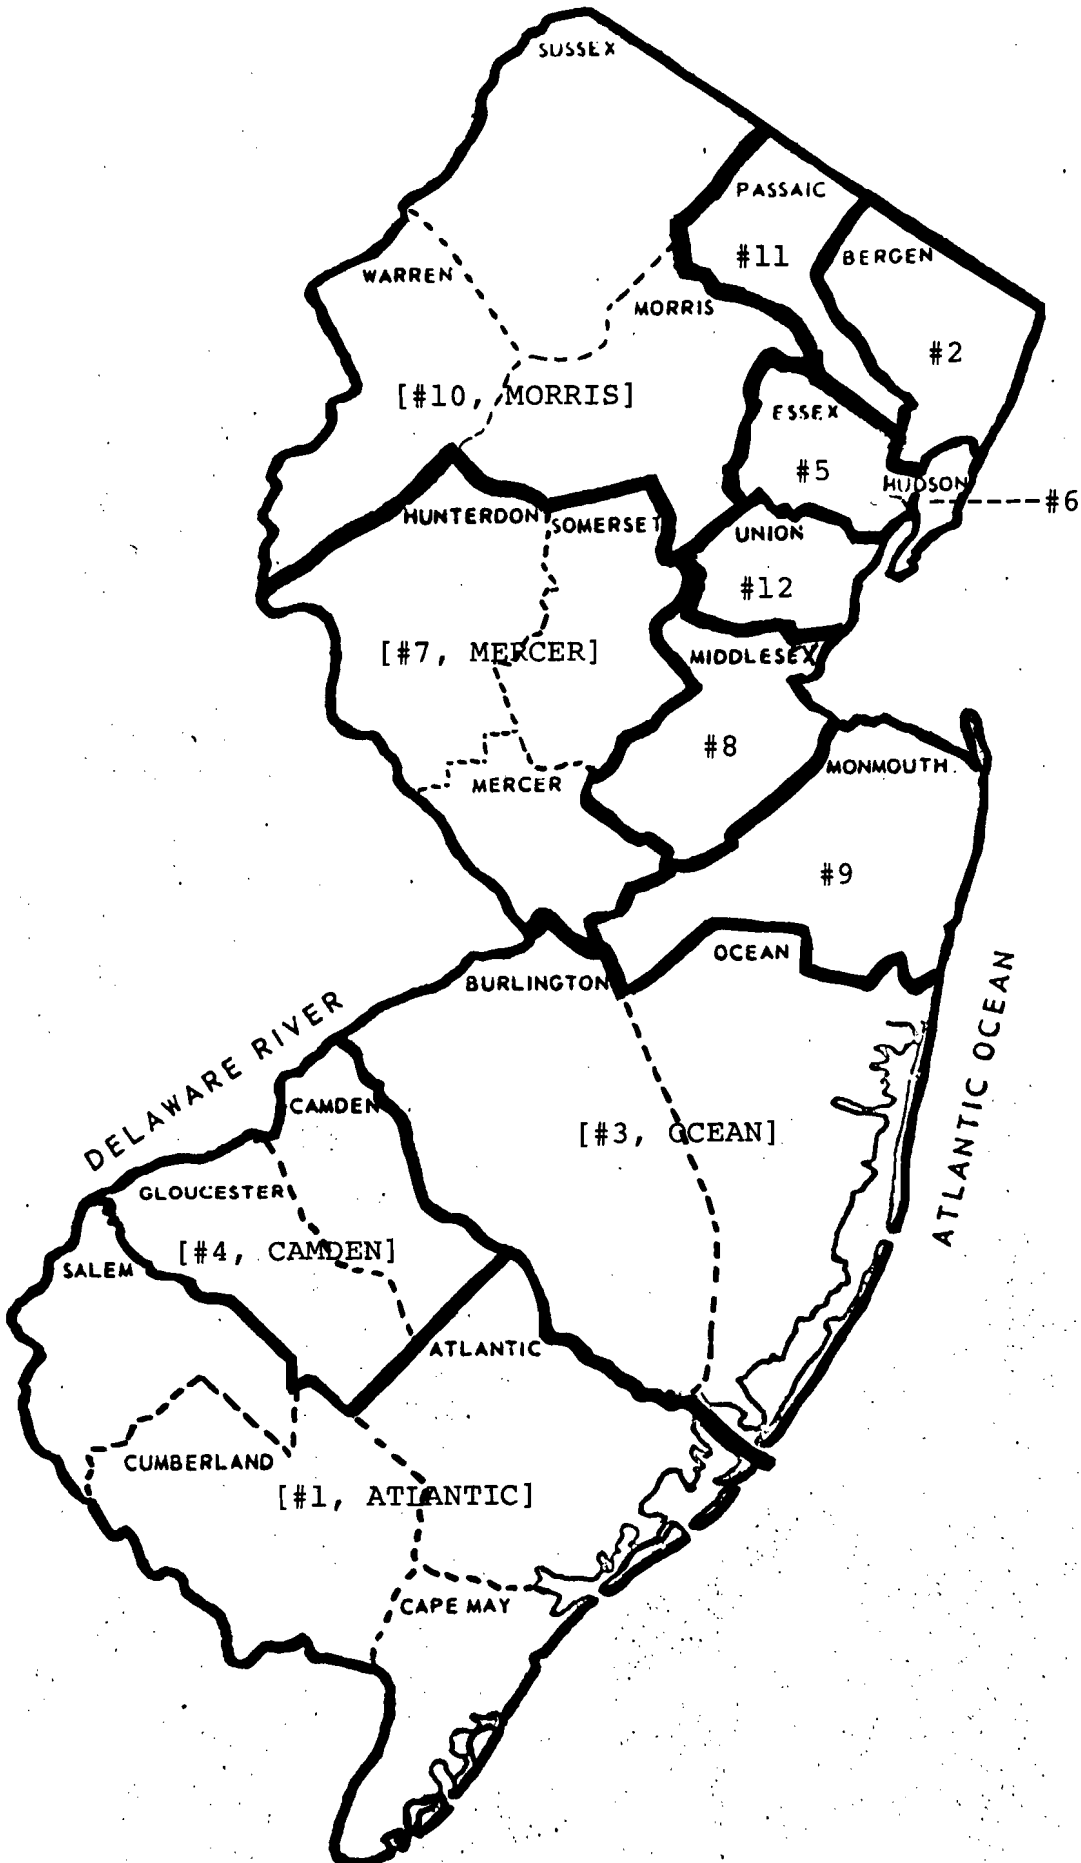 SUSSEX
PASSAIC
#11
BERGEN
WARREN
MORRIS
#2
[#10, MORRIS]
ESSEX
#5
HUDSON
#6
HUNTERDON
SOMERSET
UNION
#12
[#7, MERCER]
MIDDLESEX
#8
MONMOUTH
MERCER
#9
OCEAN
BURLINGTON
DELAWARE RIVER
ATLANTIC OCEAN
CAMDEN
[#3, OCEAN]
GLOUCESTER
[#4, CAMDEN]
SALEM
ATLANTIC
CUMBERLAND
[#1, ATLANTIC]
CAPE MAY